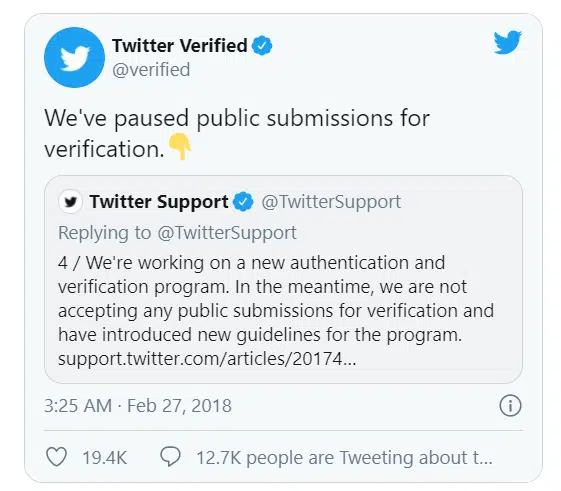 Twitter Verified
@verified
We've paused public submissions for
verification.👇
Twitter Support @TwitterSupport
Replying to @TwitterSupport
4 / We're working on a new authentication and
verification program. In the meantime, we are not
accepting any public submissions for verification and
have introduced new guidelines for the program.
support.twitter.com/articles/20174...
3:25 AM · Feb 27, 2018
19.4K 12.7K people are Tweeting about t...